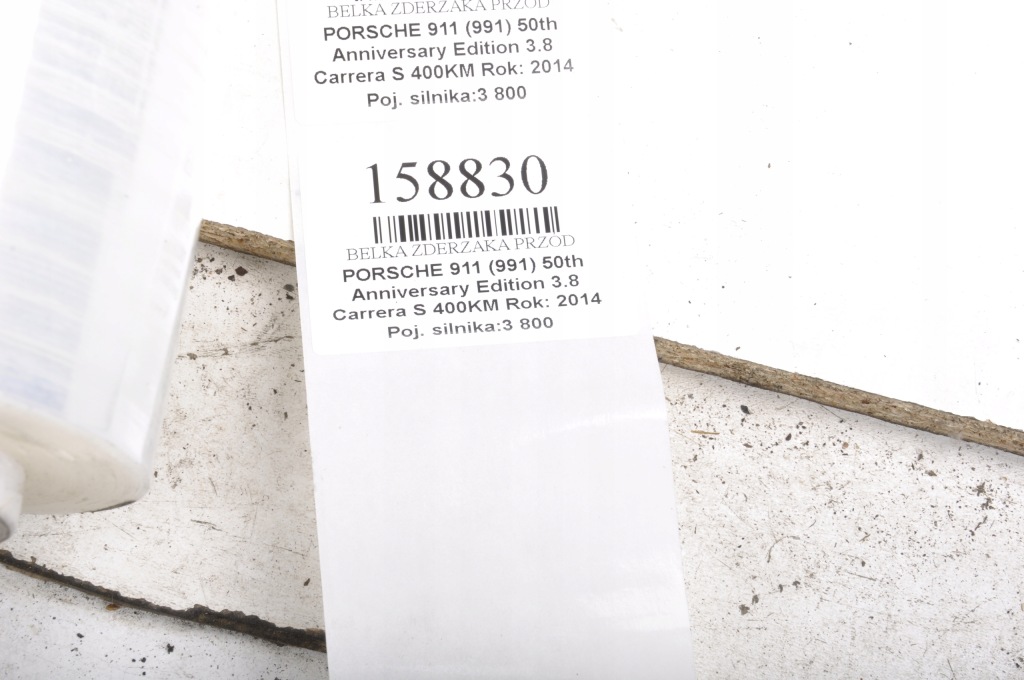 BELKA ZDERZAKA PRZOD
PORSCHE 911 (991) 50th
Anniversary Edition 3.8
Carrera S 400KM Rok: 2014
Poj. silnika:3 800
158830
BELKA ZDERZAKA PRZOD
PORSCHE 911 (991) 50th
Anniversary Edition 3.8
Carrera S 400KM Rok: 2014
Poj. silnika:3 800